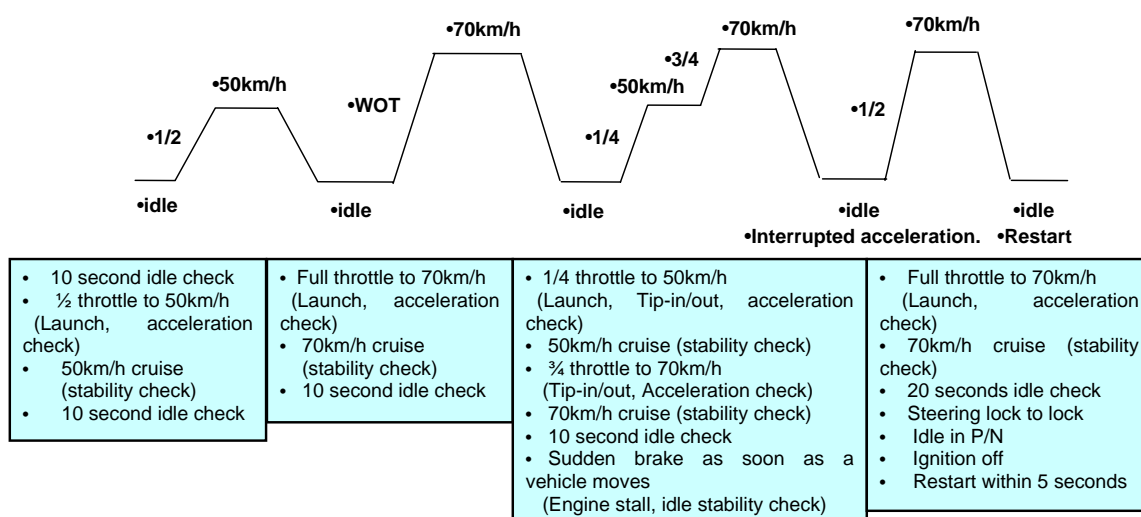 •70km/h
•70km/h
•70km/h
•3/4
•50km/h
•50km/h
•WOT
•1/2
•1/4
•1/2
•idle
•idle
•idle
•idle
•idle
•Interrupted acceleration.
•Restart
• 10 second idle check
• ½ throttle to 50km/h
(Launch, acceleration
check)
• 50km/h cruise
(stability check)
• 10 second idle check
• Full throttle to 70km/h
(Launch, acceleration
check)
• 70km/h cruise
(stability check)
• 10 second idle check
• 1/4 throttle to 50km/h
(Launch, Tip-in/out, acceleration
check)
• 50km/h cruise (stability check)
• ¾ throttle to 70km/h
(Tip-in/out, Acceleration check)
• 70km/h cruise (stability check)
• 10 second idle check
• Sudden brake as soon as a
vehicle moves
(Engine stall, idle stability check)
• Full throttle to 70km/h
(Launch, acceleration
check)
• 70km/h cruise (stability
check)
• 20 seconds idle check
• Steering lock to lock
• Idle in P/N
• Ignition off
• Restart within 5 seconds